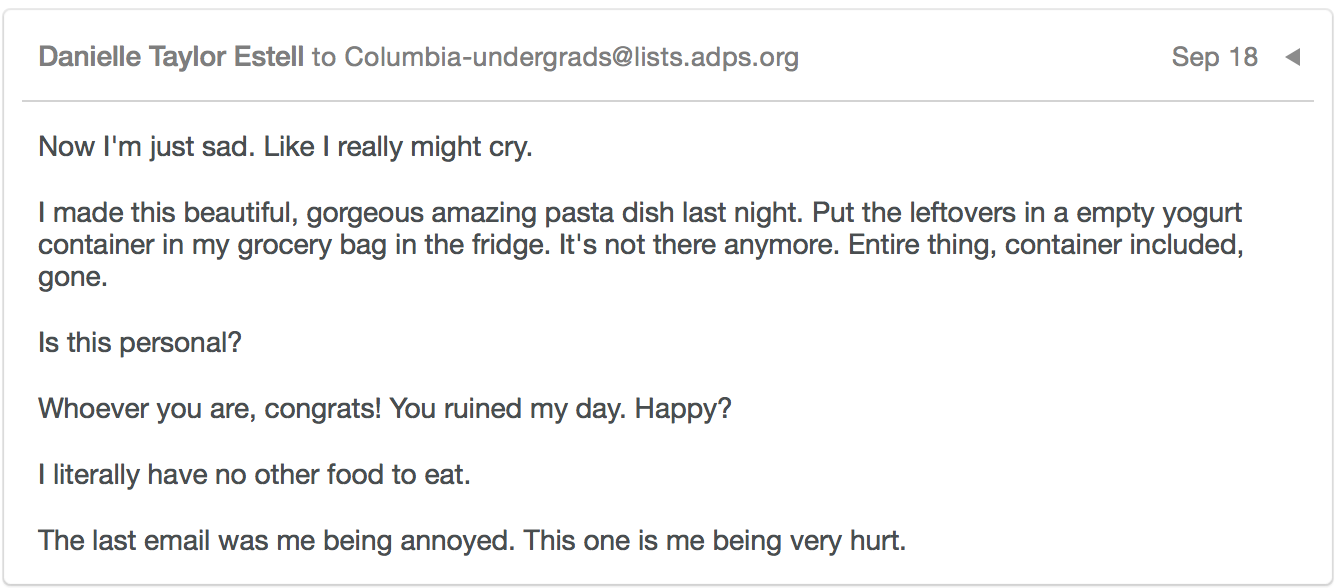 Danielle Taylor Estell to Columbia-undergrads@lists.adps.org Sep 18
Now I'm just sad. Like I really might cry.
I made this beautiful, gorgeous amazing pasta dish last night. Put the leftovers in a empty yogurt
container in my grocery bag in the fridge. It's not there anymore. Entire thing, container included,
gone.
Is this personal?
Whoever you are, congrats! You ruined my day. Happy?
I literally have no other food to eat.
The last email was me being annoyed. This one is me being very hurt.